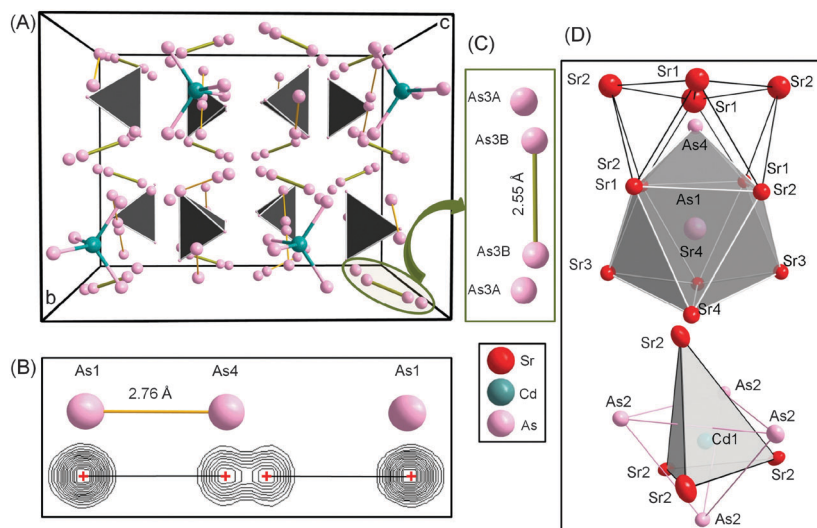 (A)
c
b
(B)
As1
As4
As1
2.76 Å
(C)
As3A
As3B
2.55 Å
As3B
As3A
Sr
Cd
As
(D)
Sr2
Sr1
Sr2
Sr1
As4
Sr2
Sr1
Sr1
Sr2
As1
Sr4
Sr3
Sr3
Sr4
Sr2
As2
As2
As2
Cd1
Sr2
Sr2
Sr2
As2